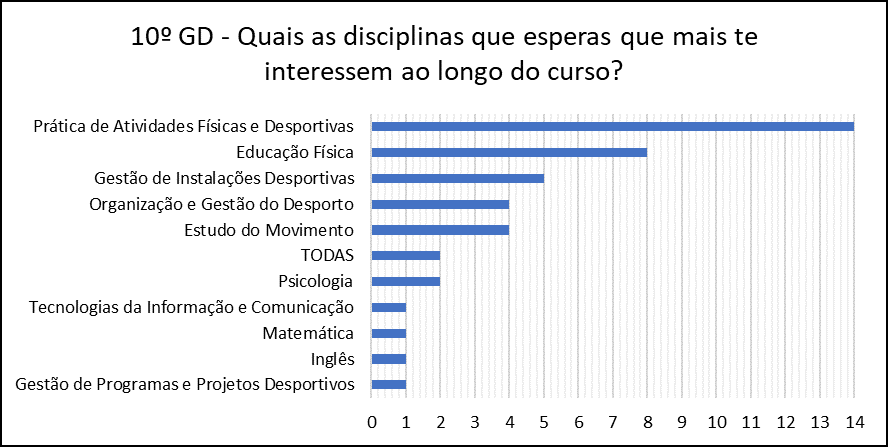 10º GD - Quais as disciplinas que esperas que mais te
interessem ao longo do curso?
Prática de Atividades Físicas e Desportivas
Educação Física
Gestão de Instalações Desportivas
Organização e Gestão do Desporto
Estudo do Movimento
TODAS
Psicologia
Tecnologias da Informação e Comunicação
Matemática
Inglês
Gestão de Programas e Projetos Desportivos
0 1 2 3 4 5 6 7 8 9 10 11 12 13 14